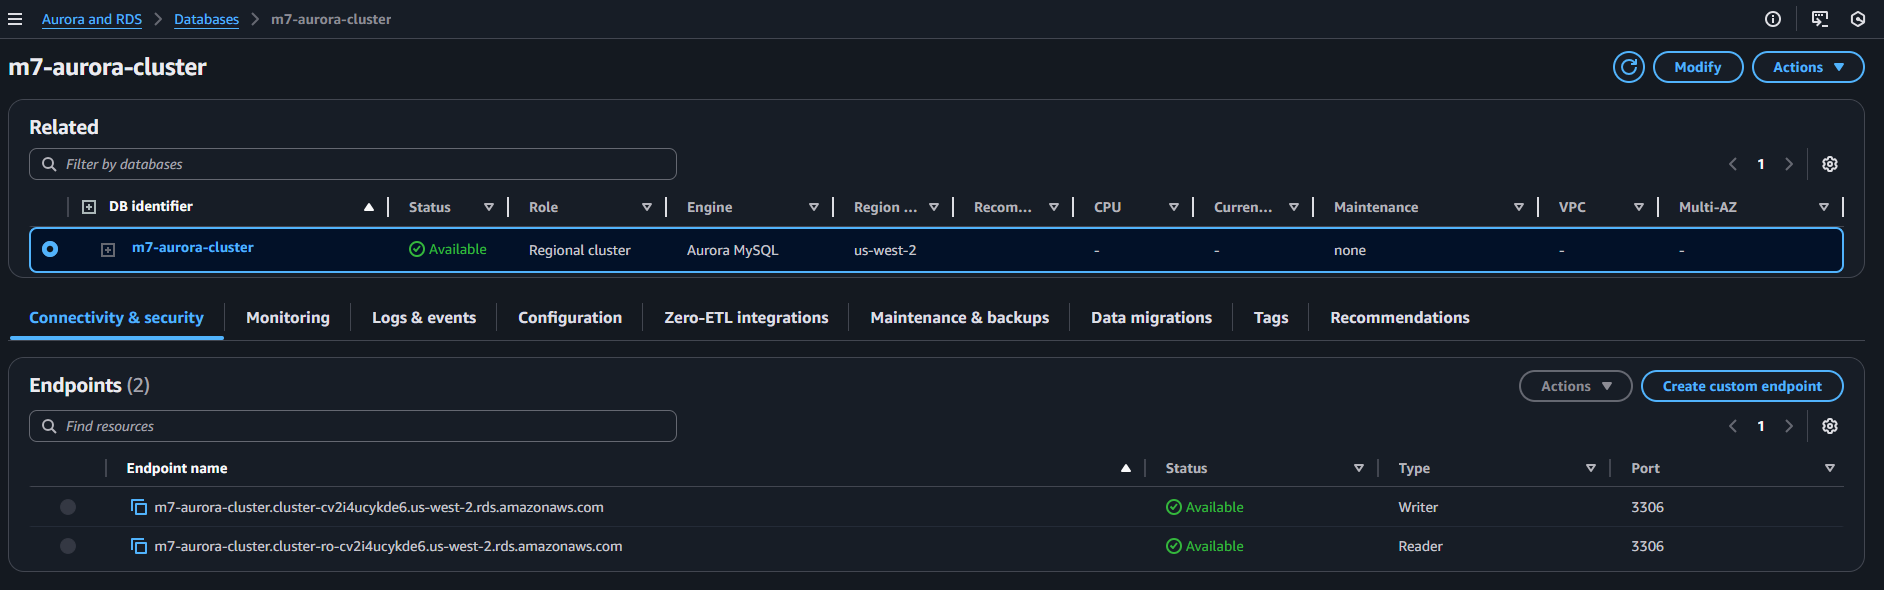 Aurora and RDS > Databases > m7-aurora-cluster
m7-aurora-cluster
Modify
Actions
Related
Filter by databases
1
DB identifier Status Role Engine Region ... Recom... CPU Curren... Maintenance VPC Multi-AZ
m7-aurora-cluster Available Regional cluster Aurora MySQL us-west-2 - - none - -
Connectivity & security Monitoring Logs & events Configuration Zero-ETL integrations Maintenance & backups Data migrations Tags Recommendations
Endpoints (2)
Actions
Create custom endpoint
Find resources
1
Endpoint name Status Type Port
m7-aurora-cluster.cluster-cv2i4ucykde6.us-west-2.rds.amazonaws.com Available Writer 3306
m7-aurora-cluster.cluster-ro-cv2i4ucykde6.us-west-2.rds.amazonaws.com Available Reader 3306